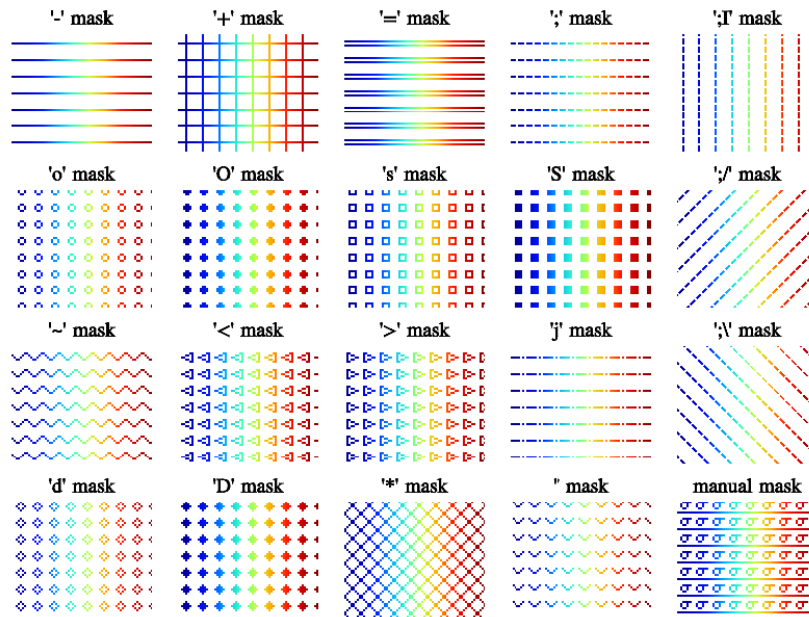 '-' mask
'+' mask
'=' mask
';' mask
';I' mask
'o' mask
'O' mask
's' mask
'S' mask
';/' mask
'~' mask
'<' mask
'>' mask
'j' mask
';\' mask
'd' mask
'D' mask
'*' mask
'' mask
manual mask
σ σ σ σ σ σ σ σ
σ σ σ σ σ σ σ σ
σ σ σ σ σ σ σ σ
σ σ σ σ σ σ σ σ
σ σ σ σ σ σ σ σ
σ σ σ σ σ σ σ σ
σ σ σ σ σ σ σ σ